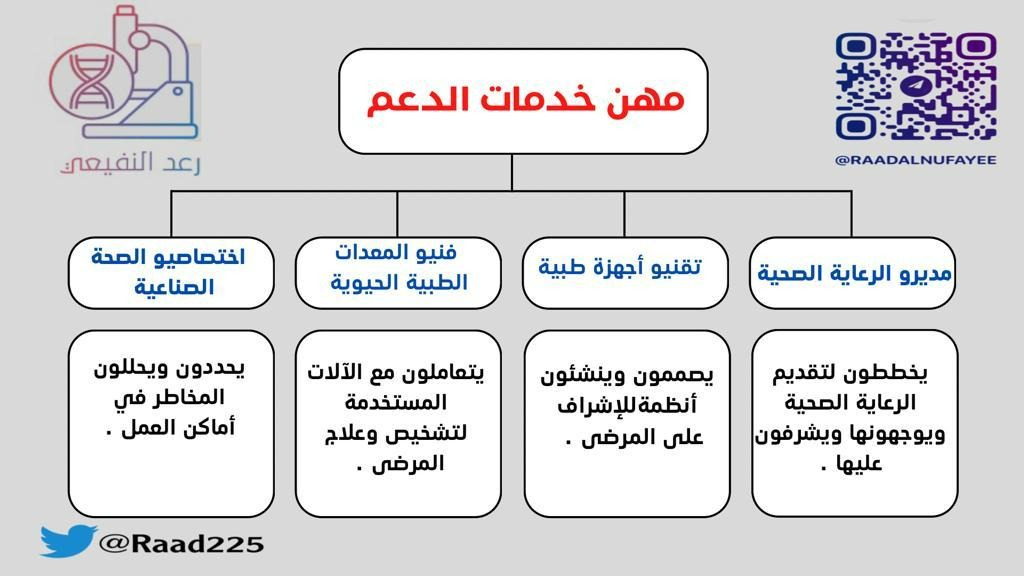 رعد النفيعي
@RAADALNUFAYEE
مهن خدمات الدعم
مديرو الرعاية الصحية
يخططون لتقديم
الرعاية الصحية
ويوجهونها ويشرفون
عليها .
تقنيو أجهزة طبية
يصممون وينشئون
أنظمةللإشراف
على المرضى .
فنيو المعدات
الطبية الحيوية
يتعاملون مع الآلات
المستخدمة
لتشخيص وعلاج
المرضى .
اختصاصيو الصحة
الصناعية
يحددون ويحللون
المخاطر في
أماكن العمل .
@Raad225